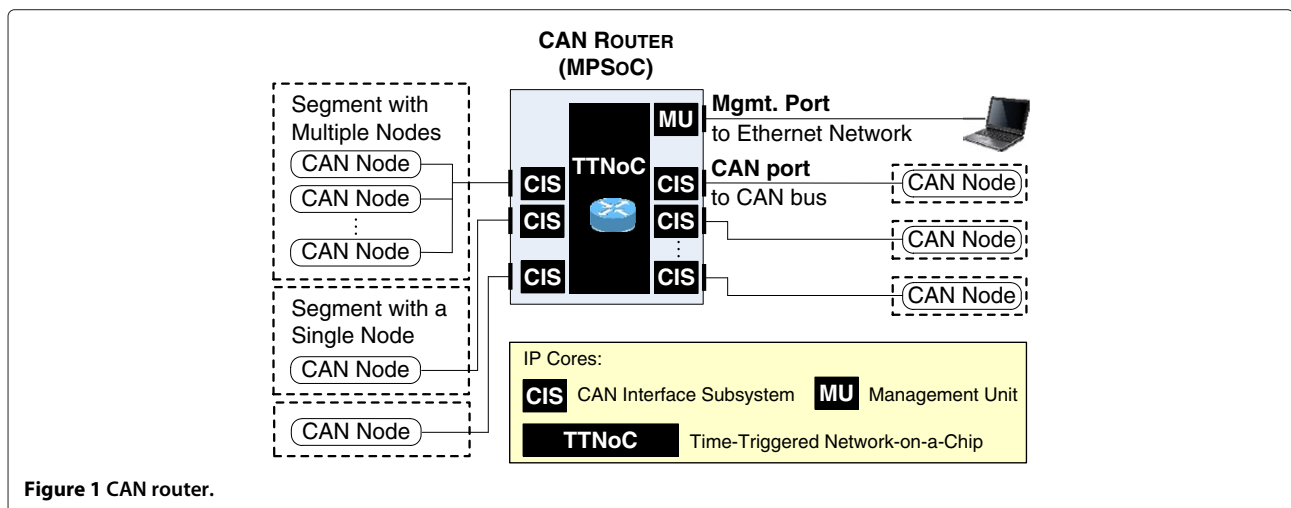 CAN ROUTER
(MPSOC)
Segment with
Multiple Nodes
CAN Node
CAN Node
CAN Node
Segment with a
Single Node
CAN Node
CAN Node
TTNoC
CIS
CIS
CIS
MU
CIS
CIS
CIS
Mgmt. Port
to Ethernet Network
CAN port
to CAN bus
CAN Node
CAN Node
CAN Node
IP Cores:
CIS CAN Interface Subsystem MU Management Unit
TTNoC Time-Triggered Network-on-a-Chip
Figure 1 CAN router.